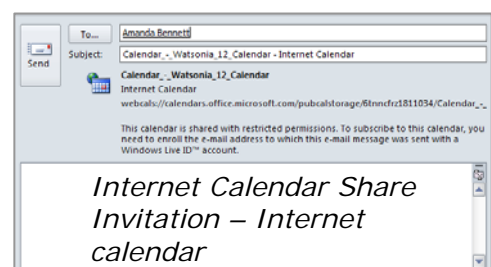 To...
Amanda Bennett
Send
Subject:
Calendar_-_Watsonia_12_Calendar - Internet Calendar
Calendar_-_Watsonia_12_Calendar
Internet Calendar
webcals://calendars.office.microsoft.com/pubcalstorage/6tnncfrz1811034/Calendar_-_
This calendar is shared with restricted permissions. To subscribe to this calendar, you
need to enroll the e-mail address to which this e-mail message was sent with a
Windows Live ID™ account.
Internet Calendar Share
Invitation – Internet
calendar